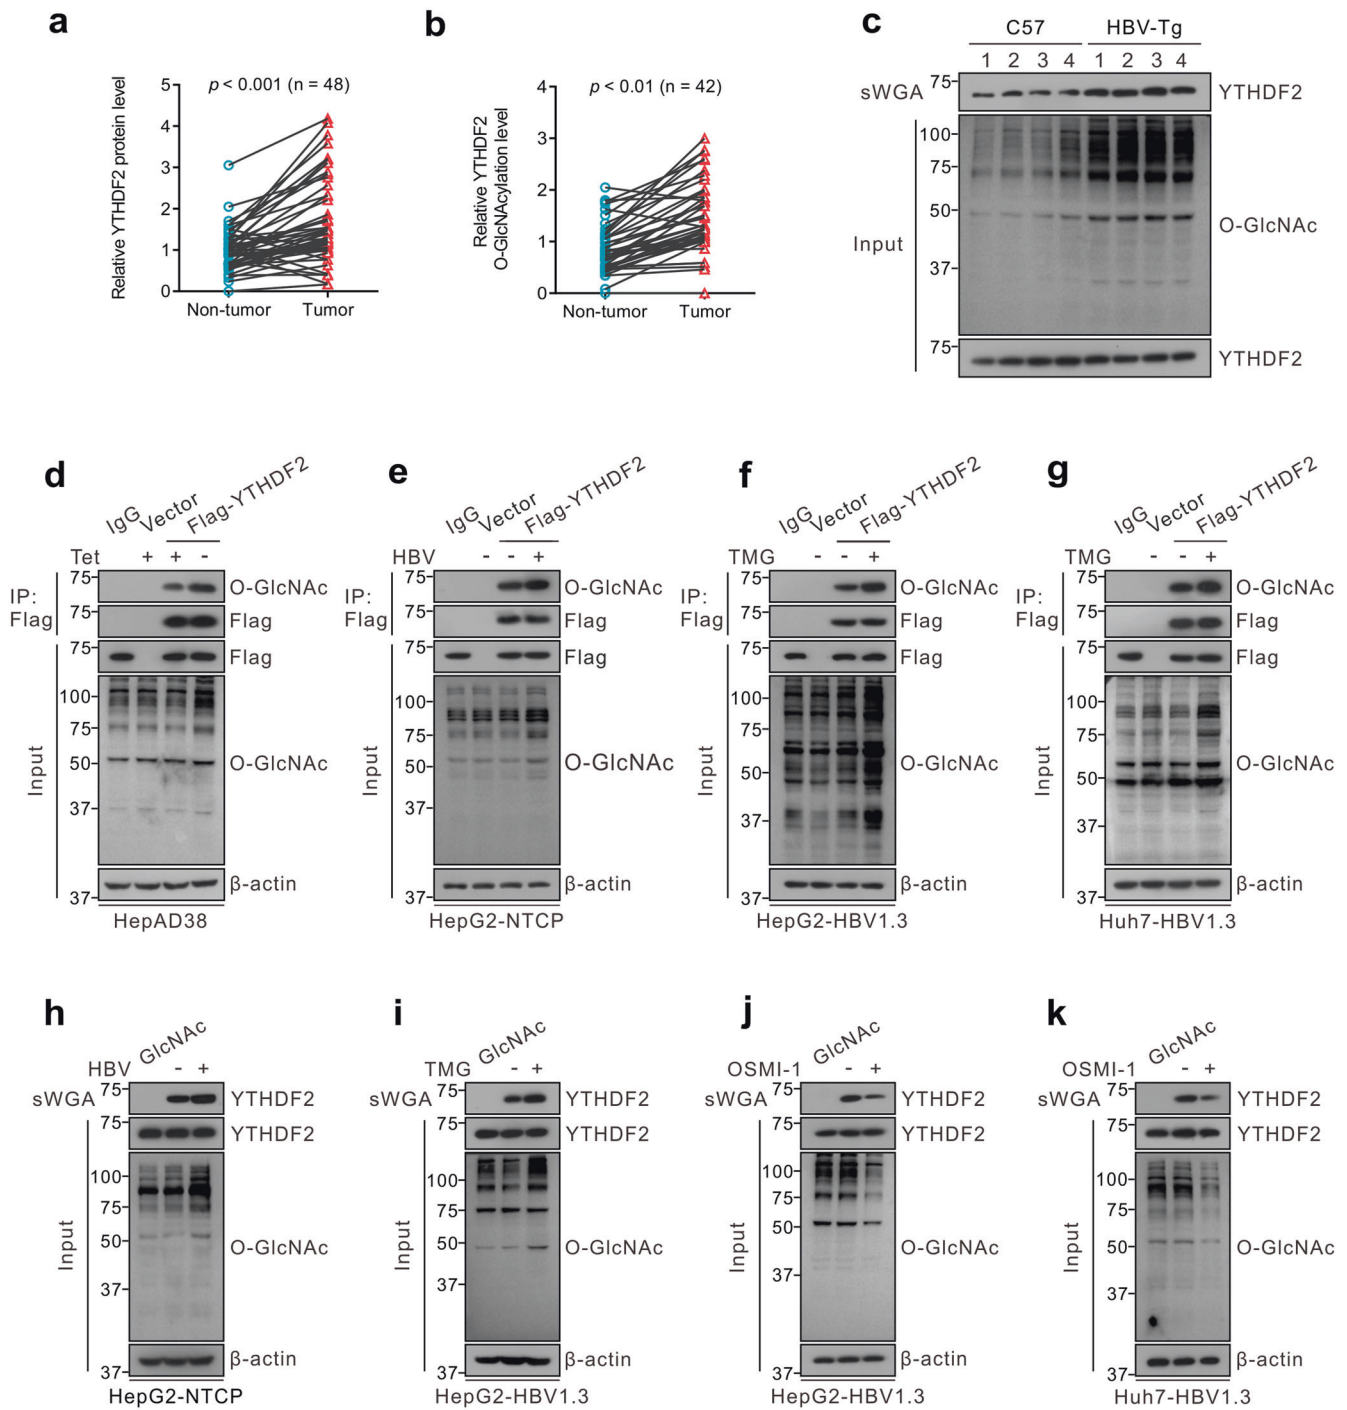 a
Relative YTHDF2 protein level
p < 0.001 (n = 48)
5
4
3
2
1
0
Non-tumor Tumor
b
Relative YTHDF2
O-GlcNAcylation level
p < 0.01 (n = 42)
4
3
2
1
0
Non-tumor Tumor
c
C57 HBV-Tg
1 2 3 4 1 2 3 4
sWGA 75- YTHDF2
Input
100-
75-
50-
37-
O-GlcNAc
75- YTHDF2
d
IgG Vector Flag-YTHDF2
Tet + + -
IP:
Flag
75- O-GlcNAc
75- Flag
Input
75- Flag
100-
75-
50- O-GlcNAc
37-
37- β-actin
HepAD38
e
IgG Vector Flag-YTHDF2
HBV - - +
IP:
Flag
75- O-GlcNAc
75- Flag
Input
75- Flag
100-
75-
50- O-GlcNAc
37-
37- β-actin
HepG2-NTCP
f
IgG Vector Flag-YTHDF2
TMG - - +
IP:
Flag
75- O-GlcNAc
75- Flag
Input
75- Flag
100-
75-
50- O-GlcNAc
37-
37- β-actin
HepG2-HBV1.3
g
IgG Vector Flag-YTHDF2
TMG - - +
IP:
Flag
75- O-GlcNAc
75- Flag
Input
75- Flag
100-
75-
50- O-GlcNAc
37-
37- β-actin
Huh7-HBV1.3
h
GlcNAc
HBV - +
sWGA 75- YTHDF2
Input
75- YTHDF2
100-
75-
50- O-GlcNAc
37-
37- β-actin
HepG2-NTCP
i
GlcNAc
TMG - +
sWGA 75- YTHDF2
Input
75- YTHDF2
100-
75-
50- O-GlcNAc
37-
37- β-actin
HepG2-HBV1.3
j
GlcNAc
OSMI-1 - +
sWGA 75- YTHDF2
Input
75- YTHDF2
100-
75-
50- O-GlcNAc
37-
37- β-actin
HepG2-HBV1.3
k
GlcNAc
OSMI-1 - +
sWGA 75- YTHDF2
Input
75- YTHDF2
100-
75-
50- O-GlcNAc
37-
37- β-actin
Huh7-HBV1.3